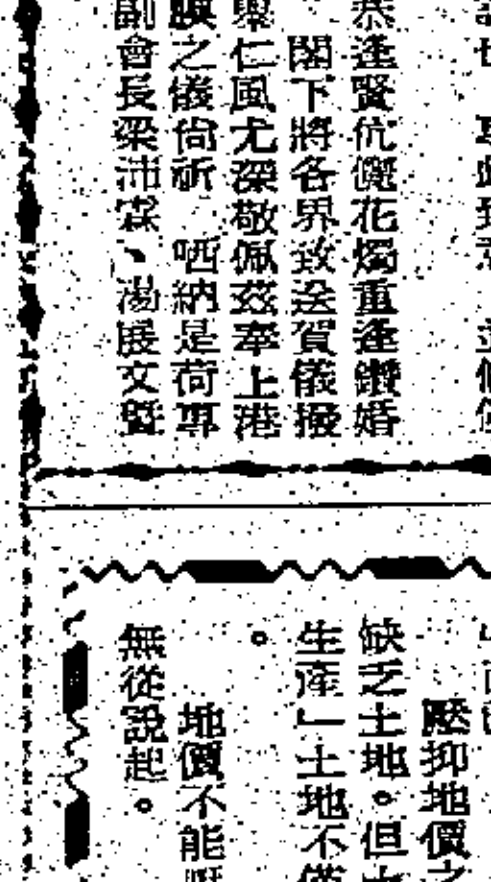 恭逢賢伉儷花燭重逢鑽婚
閣下將各界致送賀儀撥
仁風尤深敬佩茲奉上港
之儀尙祈 哂納是荷專
副會長梁沛霖、湯展文暨
壓抑地價之
缺乏土地。但
生產」土地不
。
地價不能
無從說起。